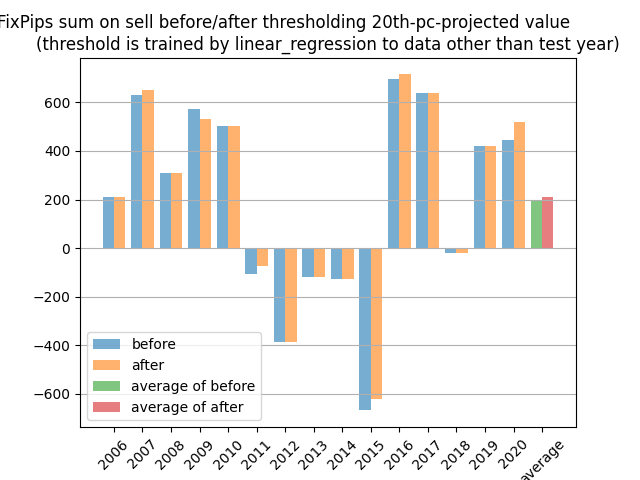 FixPips sum on sell before/after thresholding 20th-pc-projected value
(threshold is trained by linear_regression to data other than test year)
600
400
200
0
−200
−400
−600
before
after
average of before
average of after
2006 2007 2008 2009 2010 2011 2012 2013 2014 2015 2016 2017 2018 2019 2020 average